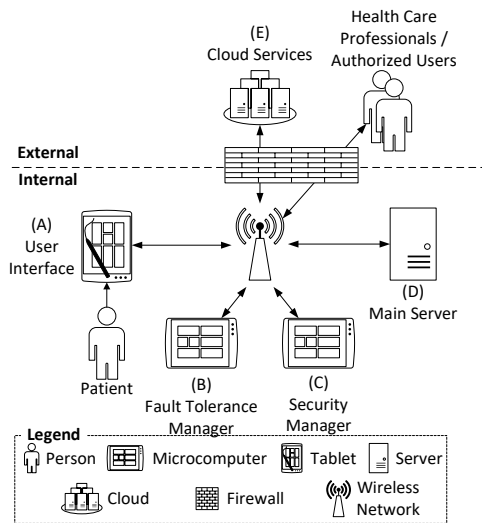 (E)
Cloud Services
Health Care
Professionals /
Authorized Users
External
Internal
(A)
User
Interface
(D)
Main Server
Patient
(B)
Fault Tolerance
Manager
(C)
Security
Manager
Legend
Person
Microcomputer
Tablet
Server
Cloud
Firewall
Wireless
Network